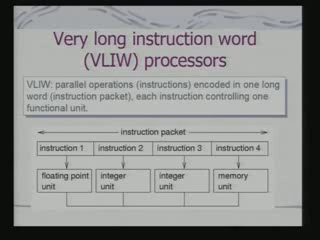 Very long instruction word
(VLIW) processors
VLIW: parallel operations (instructions) encoded in one long
word (instruction packet), each instruction controlling one
functional unit.
instruction packet
instruction 1 instruction 2 instruction 3 instruction 4
floating point integer integer memory
unit unit unit unit